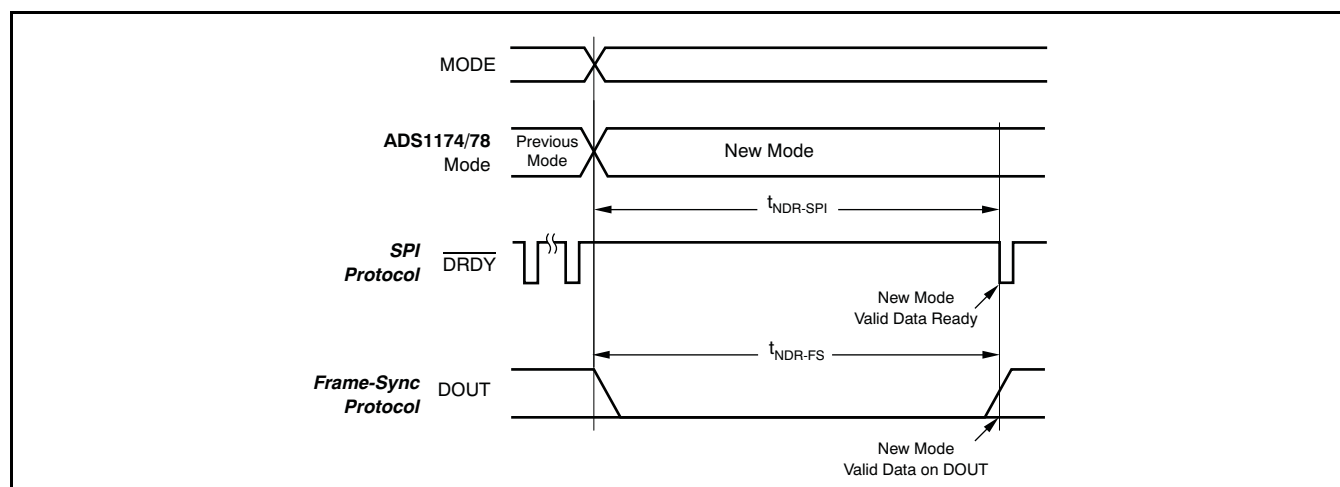 MODE
ADS1174/78
Mode
Previous
Mode
New Mode
tNDR-SPI
SPI
Protocol
DRDY
New Mode
Valid Data Ready
tNDR-FS
Frame-Sync
Protocol
DOUT
New Mode
Valid Data on DOUT